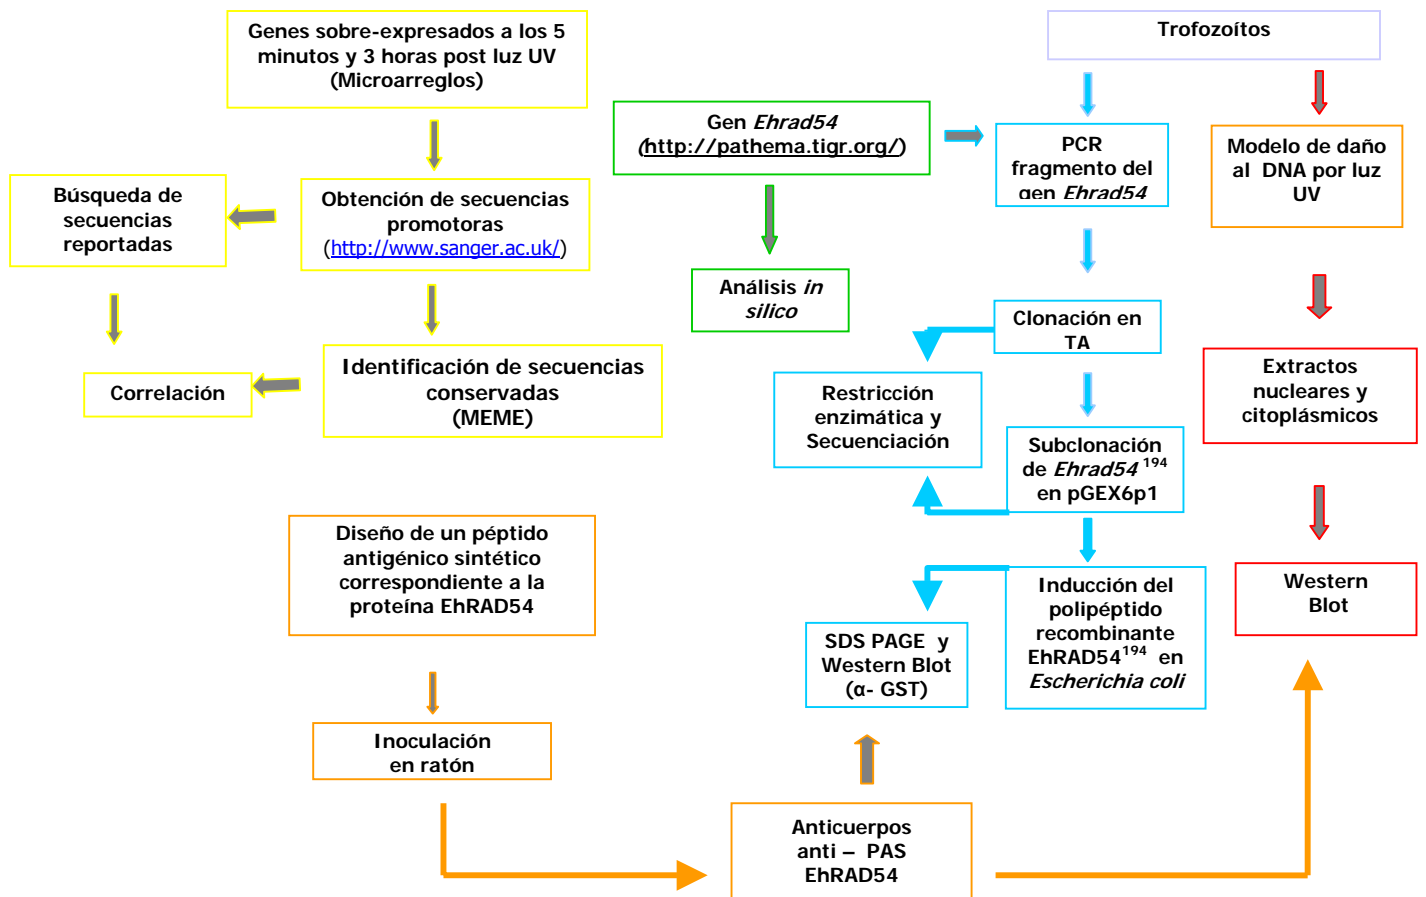 Genes sobre-expresados a los 5
minutos y 3 horas post luz UV
(Microarreglos)
Búsqueda de
secuencias
reportadas
Obtención de secuencias
promotoras
(http://www.sanger.ac.uk/)
Correlación
Identificación de secuencias
conservadas
(MEME)
Gen Ehrad54
(http://pathema.tigr.org/)
Análisis in
silico
Trofozoítos
PCR
fragmento del
gen Ehrad54
Modelo de daño
al DNA por luz
UV
Clonación en
TA
Restricción
enzimática y
Secuenciación
Extractos
nucleares y
citoplásmicos
Subclonación
de Ehrad54 194
en pGEX6p1
Diseño de un péptido
antigénico sintético
correspondiente a la
proteína EhRAD54
SDS PAGE y
Western Blot
(α- GST)
Inducción del
polipéptido
recombinante
EhRAD54194 en
Escherichia coli
Western
Blot
Inoculación
en ratón
Anticuerpos
anti – PAS
EhRAD54